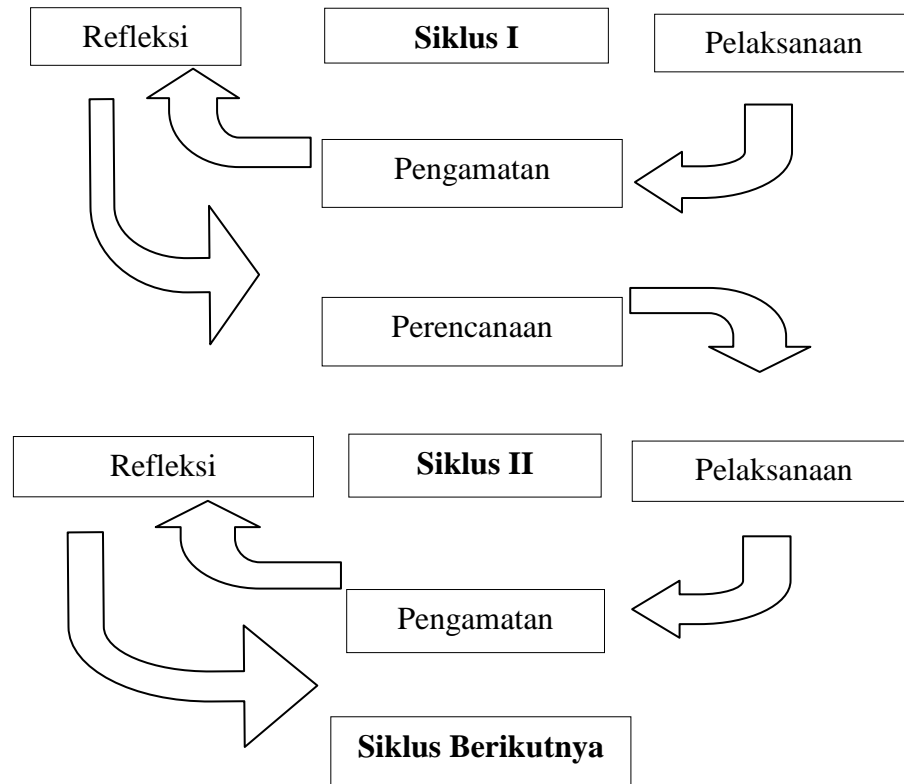 Refleksi
Siklus I
Pelaksanaan
Pengamatan
Perencanaan
Refleksi
Siklus II
Pelaksanaan
Pengamatan
Siklus Berikutnya